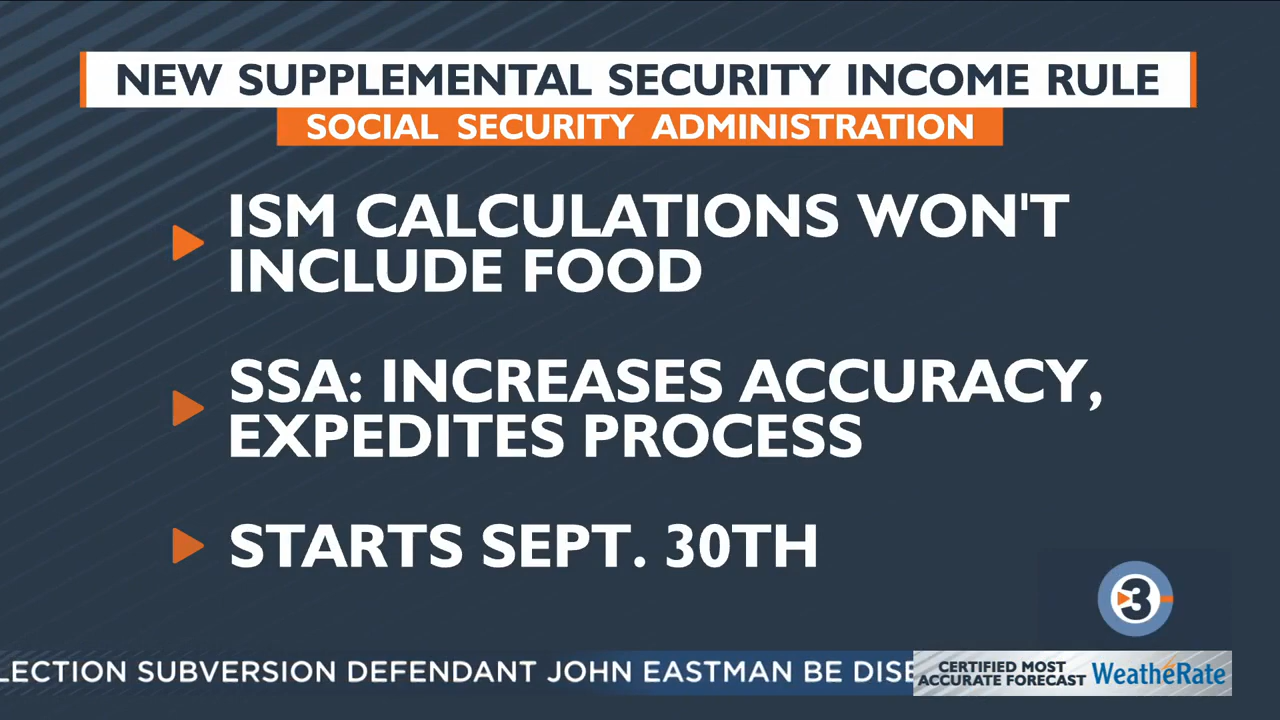 NEW SUPPLEMENTAL SECURITY INCOME RULE
SOCIAL SECURITY ADMINISTRATION
ISM CALCULATIONS WON'T
INCLUDE FOOD
SSA: INCREASES ACCURACY,
EXPEDITES PROCESS
STARTS SEPT. 30TH
3
LECTION SUBVERSION DEFENDANT JOHN EASTMAN BE DISE
CERTIFIED MOST
ACCURATE FORECAST
WeatheRate